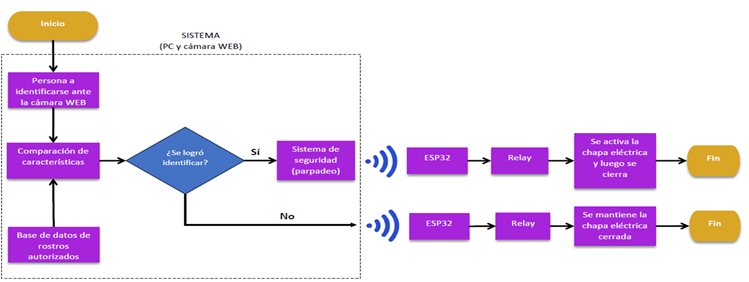 Inicio
SISTEMA
(PC y cámara WEB)
Persona a
identificarse ante
la cámara WEB
Comparación de
características
¿Se logró
identificar?
Sí
Sistema de
seguridad
(parpadeo)
ESP32
Relay
Se activa la
chapa eléctrica
y luego se
cierra
Fin
No
ESP32
Relay
Se mantiene la
chapa eléctrica
cerrada
Fin
Base de datos de
rostros
autorizados